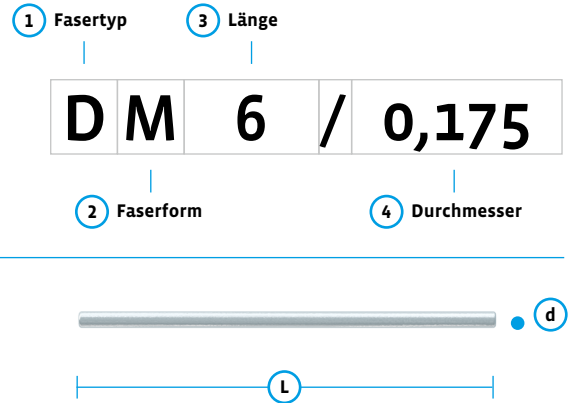 1 Fasertyp 3 Länge
D M 6 / 0,175
2 Faserform 4 Durchmesser
d
L